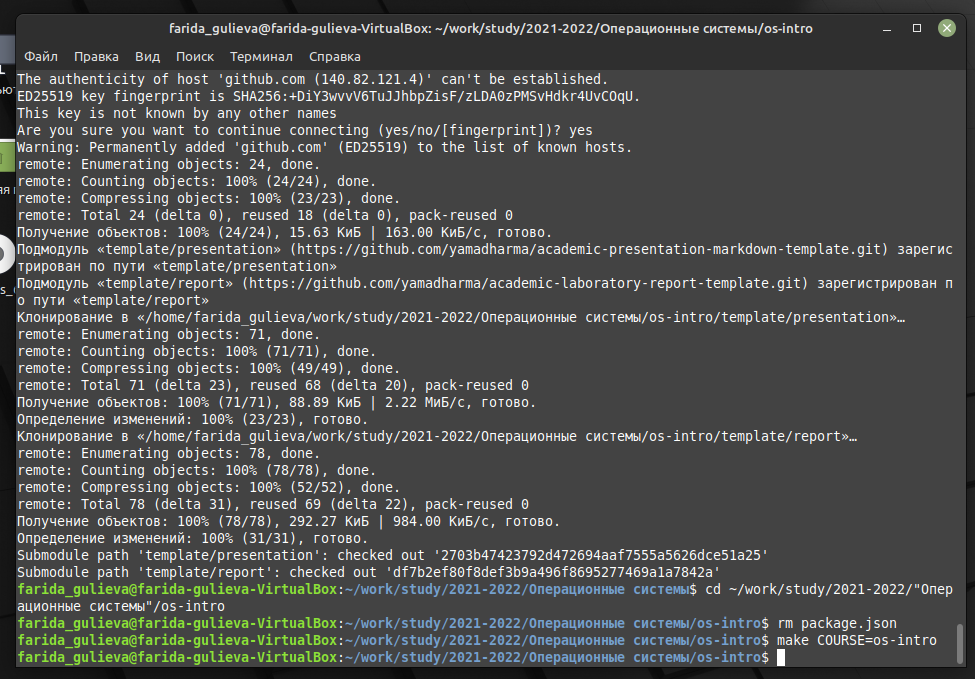 farida_gulieva@farida-gulieva-VirtualBox: ~/work/study/2021-2022/Операционные системы/os-intro
Файл Правка Вид Поиск Терминал Справка
The authenticity of host 'github.com (140.82.121.4)' can't be established.
ED25519 key fingerprint is SHA256:+DiY3wvvV6TuJJhbpZisF/zLDA0zPMSvHdkr4UvCOqU.
This key is not known by any other names
Are you sure you want to continue connecting (yes/no/[fingerprint])? yes
Warning: Permanently added 'github.com' (ED25519) to the list of known hosts.
remote: Enumerating objects: 24, done.
remote: Counting objects: 100% (24/24), done.
remote: Compressing objects: 100% (23/23), done.
remote: Total 24 (delta 0), reused 18 (delta 0), pack-reused 0
Получение объектов: 100% (24/24), 15.63 КиБ | 163.00 КиБ/с, готово.
Подмодуль «template/presentation» (https://github.com/yamadharma/academic-presentation-markdown-template.git) зарегис
трирован по пути «template/presentation»
Подмодуль «template/report» (https://github.com/yamadharma/academic-laboratory-report-template.git) зарегистрирован п
о пути «template/report»
Клонирование в «/home/farida_gulieva/work/study/2021-2022/Операционные системы/os-intro/template/presentation»…
remote: Enumerating objects: 71, done.
remote: Counting objects: 100% (71/71), done.
remote: Compressing objects: 100% (49/49), done.
remote: Total 71 (delta 23), reused 68 (delta 20), pack-reused 0
Получение объектов: 100% (71/71), 88.89 КиБ | 2.22 МиБ/с, готово.
Определение изменений: 100% (23/23), готово.
Клонирование в «/home/farida_gulieva/work/study/2021-2022/Операционные системы/os-intro/template/report»…
remote: Enumerating objects: 78, done.
remote: Counting objects: 100% (78/78), done.
remote: Compressing objects: 100% (52/52), done.
remote: Total 78 (delta 31), reused 69 (delta 22), pack-reused 0
Получение объектов: 100% (78/78), 292.27 КиБ | 984.00 КиБ/с, готово.
Определение изменений: 100% (31/31), готово.
Submodule path 'template/presentation': checked out '2703b47423792d472694aaf7555a5626dce51a25'
Submodule path 'template/report': checked out 'df7b2ef80f8def3b9a496f8695277469a1a7842a'
farida_gulieva@farida-gulieva-VirtualBox:~/work/study/2021-2022/Операционные системы$ cd ~/work/study/2021-2022/"Опер
ационные системы"/os-intro
farida_gulieva@farida-gulieva-VirtualBox:~/work/study/2021-2022/Операционные системы/os-intro$ rm package.json
farida_gulieva@farida-gulieva-VirtualBox:~/work/study/2021-2022/Операционные системы/os-intro$ make COURSE=os-intro
farida_gulieva@farida-gulieva-VirtualBox:~/work/study/2021-2022/Операционные системы/os-intro$